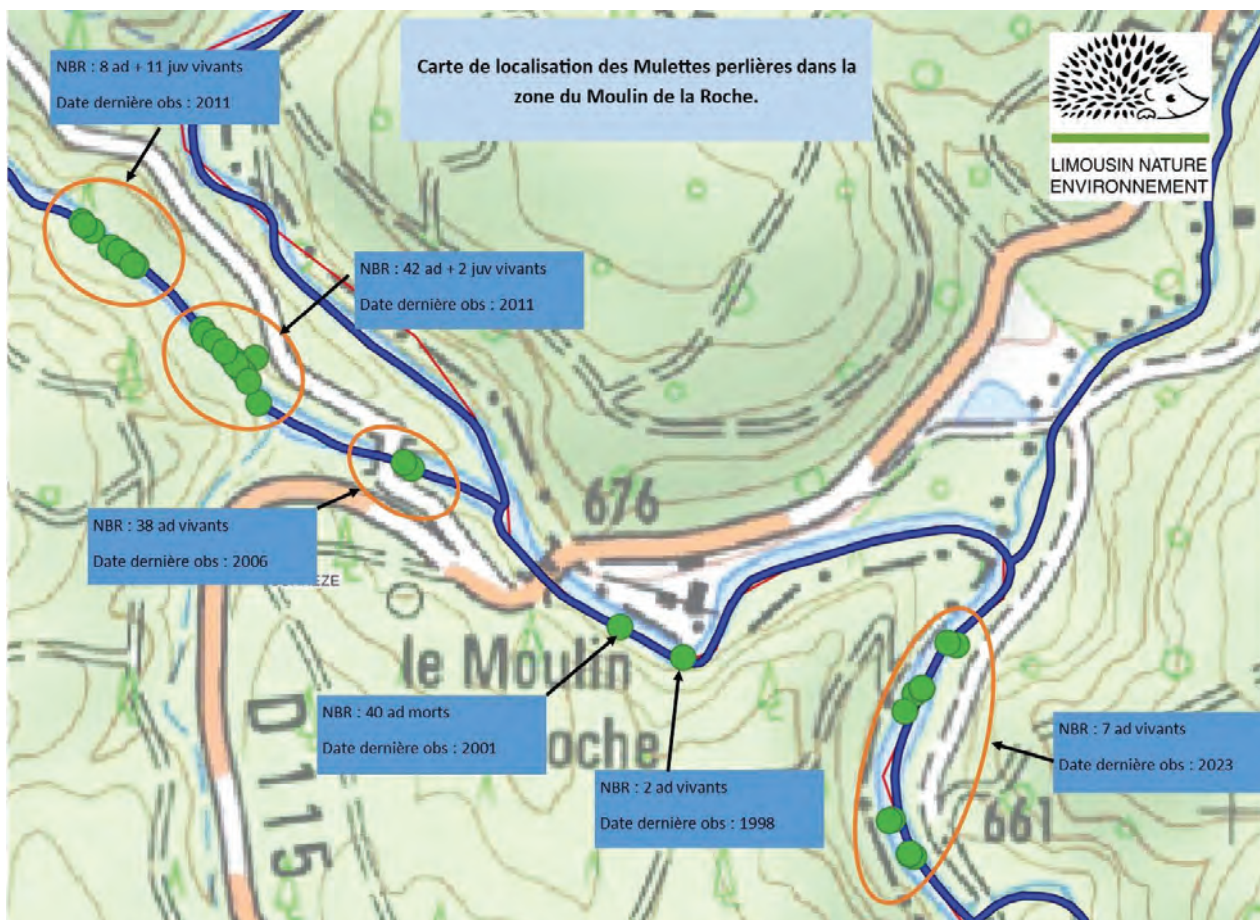 NBR : 8 ad + 11 juv vivants
Date dernière obs : 2011
Carte de localisation des Mulettes perlières dans la
zone du Moulin de la Roche.
LIMOUSIN NATURE
ENVIRONNEMENT
NBR : 42 ad + 2 juv vivants
Date dernière obs : 2011
NBR : 38 ad vivants
Date dernière obs : 2006
676
le Moulin
D 115
NBR : 40 ad morts
Date dernière obs : 2001
NBR : 2 ad vivants
Date dernière obs : 1998
NBR : 7 ad vivants
Date dernière obs : 2023
661